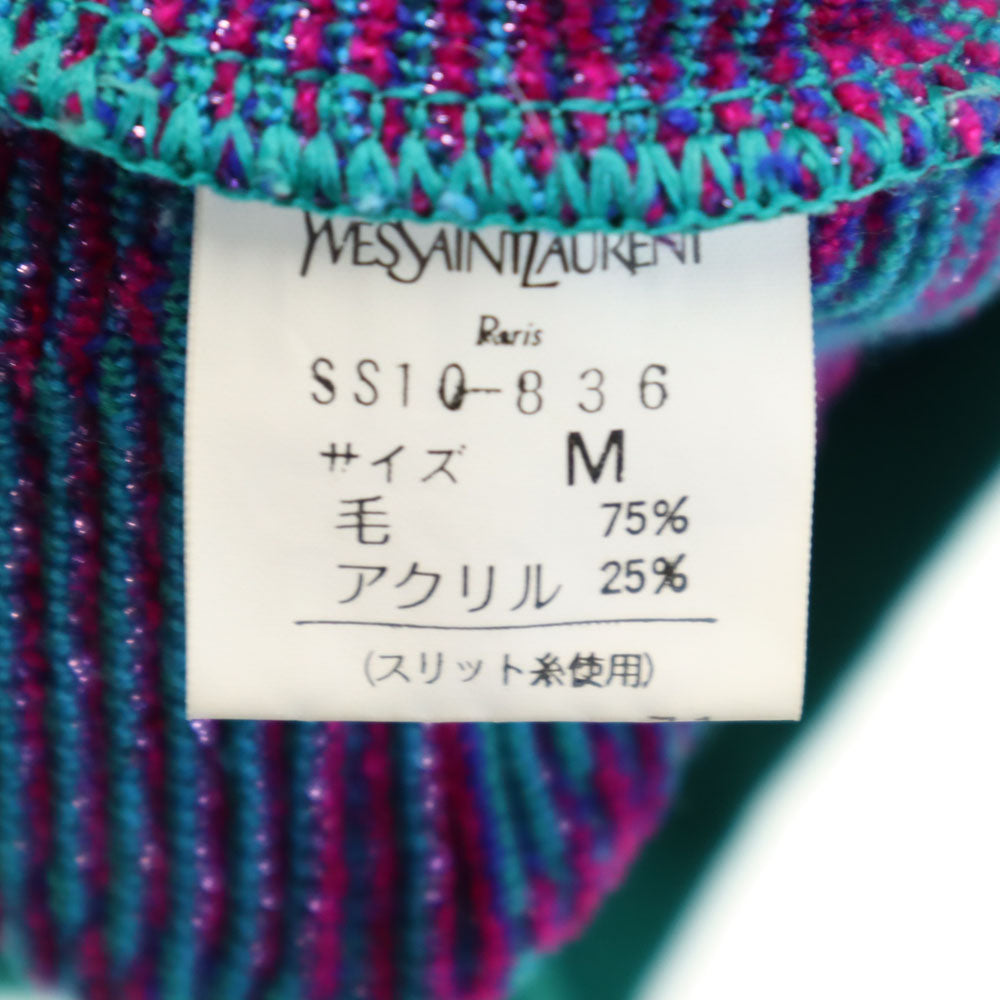 YVESSAINTLAURENT
Paris
SS10-836
サイズ M
毛 75%
アクリル 25%
(スリット糸使用)